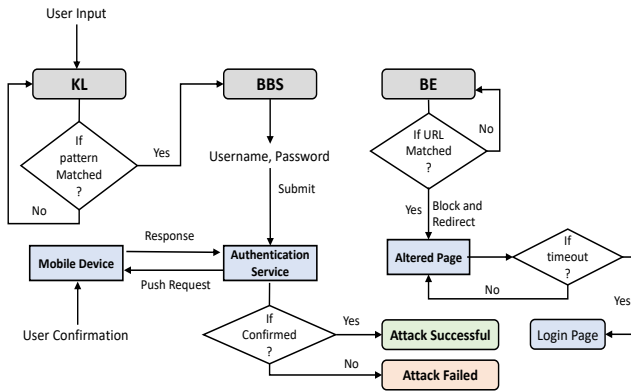 User Input
KL
BBS
BE
If
pattern
Matched
?
Yes
No
Username, Password
Submit
If URL
Matched
?
No
Yes
Block and
Redirect
Mobile Device
Response
Push Request
Authentication
Service
User Confirmation
If
Confirmed
?
Yes
Attack Successful
No
Attack Failed
Altered Page
If
timeout
?
No
Yes
Login Page